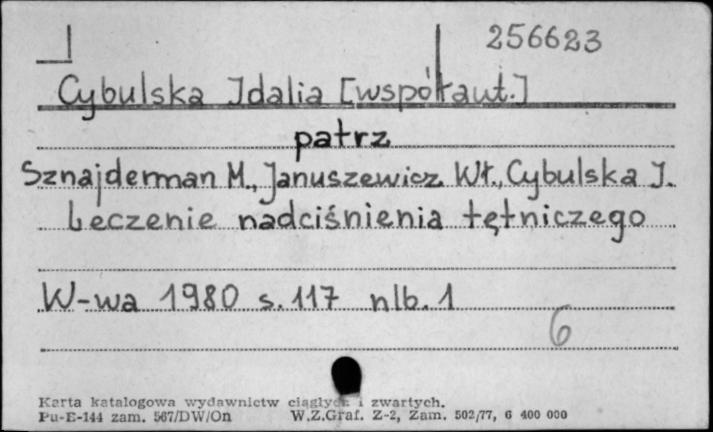 256623
Cybulska Idalia [współaut.]
patrz
Sznajderman M., Januszewicz Wł., Cybulska I.
Leczenie nadciśnienia tętniczego
W-wa 1980 s. 117 nlb. 1
6
Karta katalogowa wydawnictw ciągłych i zwartych.
Pu-E-144 zam. 567/DW/On W.Z.Graf. Z-2, Zam. 502/77, 6 400 000